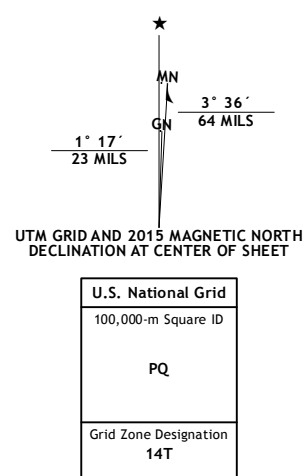 ★
MN
GN
3° 36´
64 MILS
1° 17´
23 MILS
UTM GRID AND 2015 MAGNETIC NORTH
DECLINATION AT CENTER OF SHEET
U.S. National Grid
100,000-m Square ID
PQ
Grid Zone Designation
14T